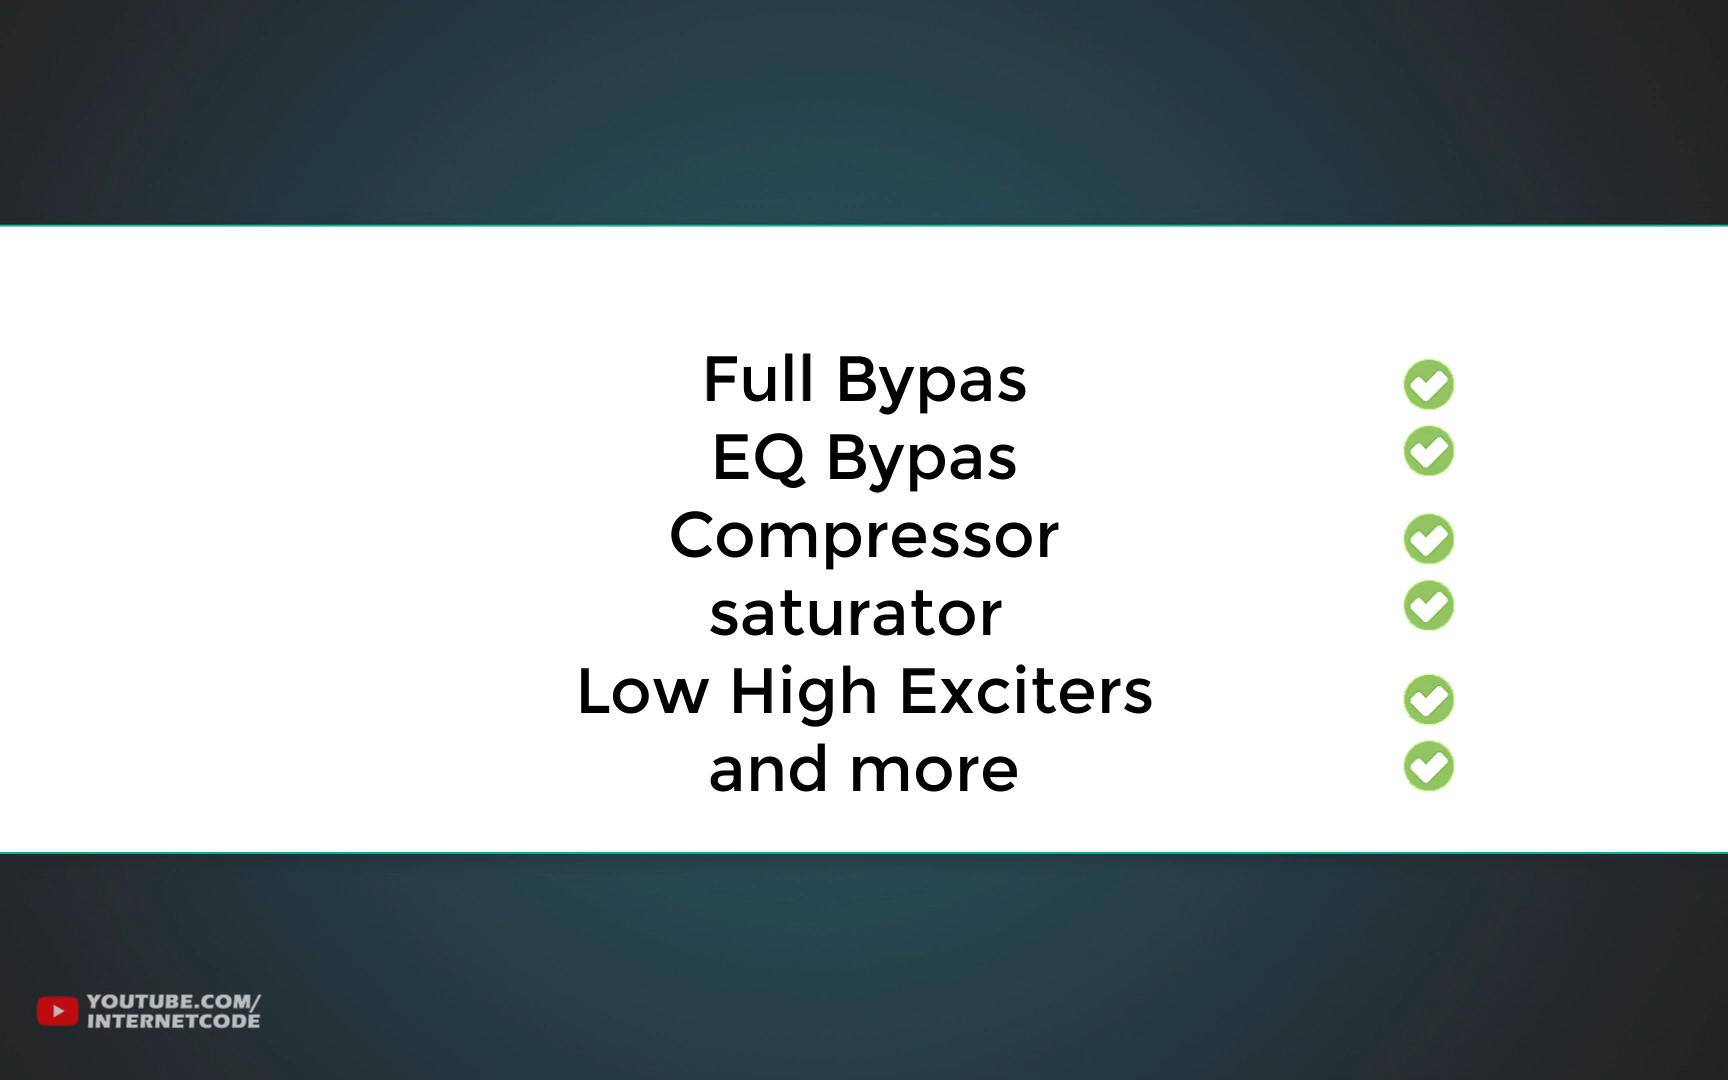 Full Bypas
EQ Bypas
Compressor
saturator
Low High Exciters
and more
YOUTUBE.COM/
INTERNETCODE